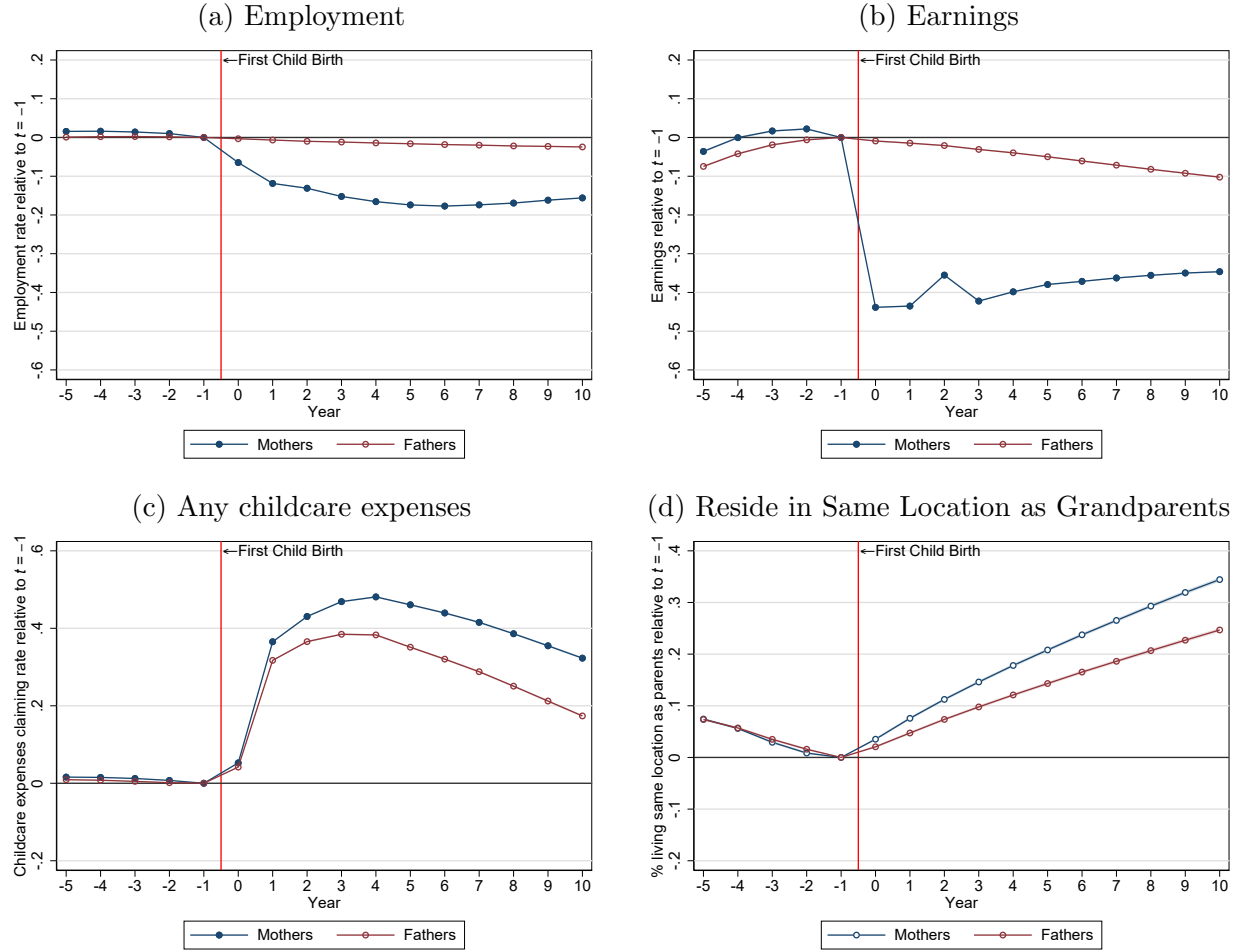 (a) Employment
Employment rate relative to t = −1
.2
.1
0
-.1
-.2
-.3
-.4
-.5
-.6
←First Child Birth
-5 -4 -3 -2 -1 0 1 2 3 4 5 6 7 8 9 10
Year
Mothers Fathers
(b) Earnings
Earnings relative to t = −1
.2
.1
0
-.1
-.2
-.3
-.4
-.5
-.6
←First Child Birth
-5 -4 -3 -2 -1 0 1 2 3 4 5 6 7 8 9 10
Year
Mothers Fathers
(c) Any childcare expenses
Childcare expenses claiming rate relative to t = −1
.6
.4
.2
0
-.2
←First Child Birth
-5 -4 -3 -2 -1 0 1 2 3 4 5 6 7 8 9 10
Year
Mothers Fathers
(d) Reside in Same Location as Grandparents
% living same location as parents relative to t = −1
.4
.3
.2
.1
0
-.1
-.2
←First Child Birth
-5 -4 -3 -2 -1 0 1 2 3 4 5 6 7 8 9 10
Year
Mothers Fathers